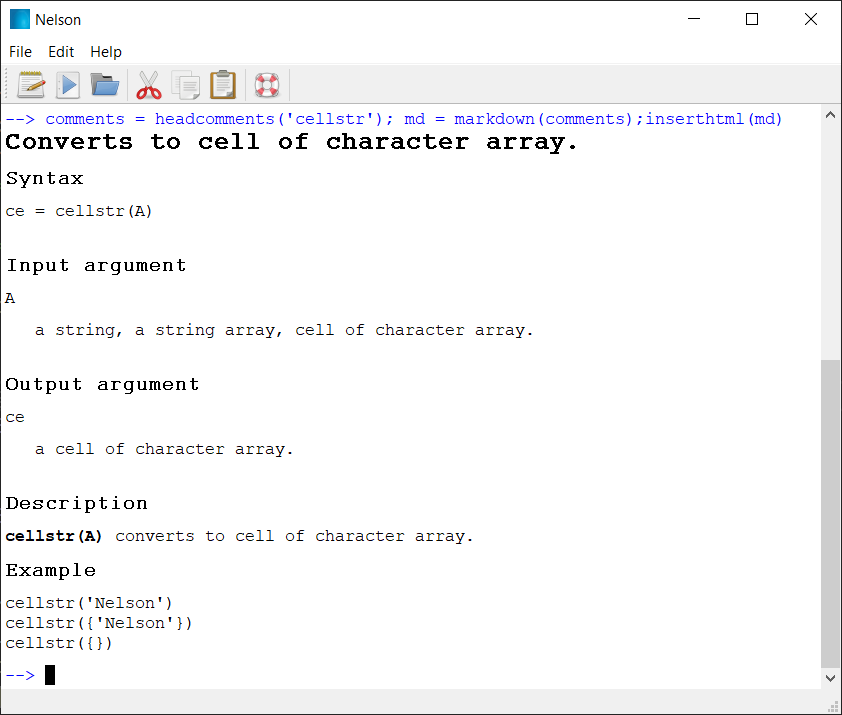 Nelson
File Edit Help
--> comments = headcomments('cellstr'); md = markdown(comments);inserthtml(md)
Converts to cell of character array.
Syntax
ce = cellstr(A)
Input argument
A
a string, a string array, cell of character array.
Output argument
ce
a cell of character array.
Description
cellstr(A) converts to cell of character array.
Example
cellstr('Nelson')
cellstr({'Nelson'})
cellstr({})
-->